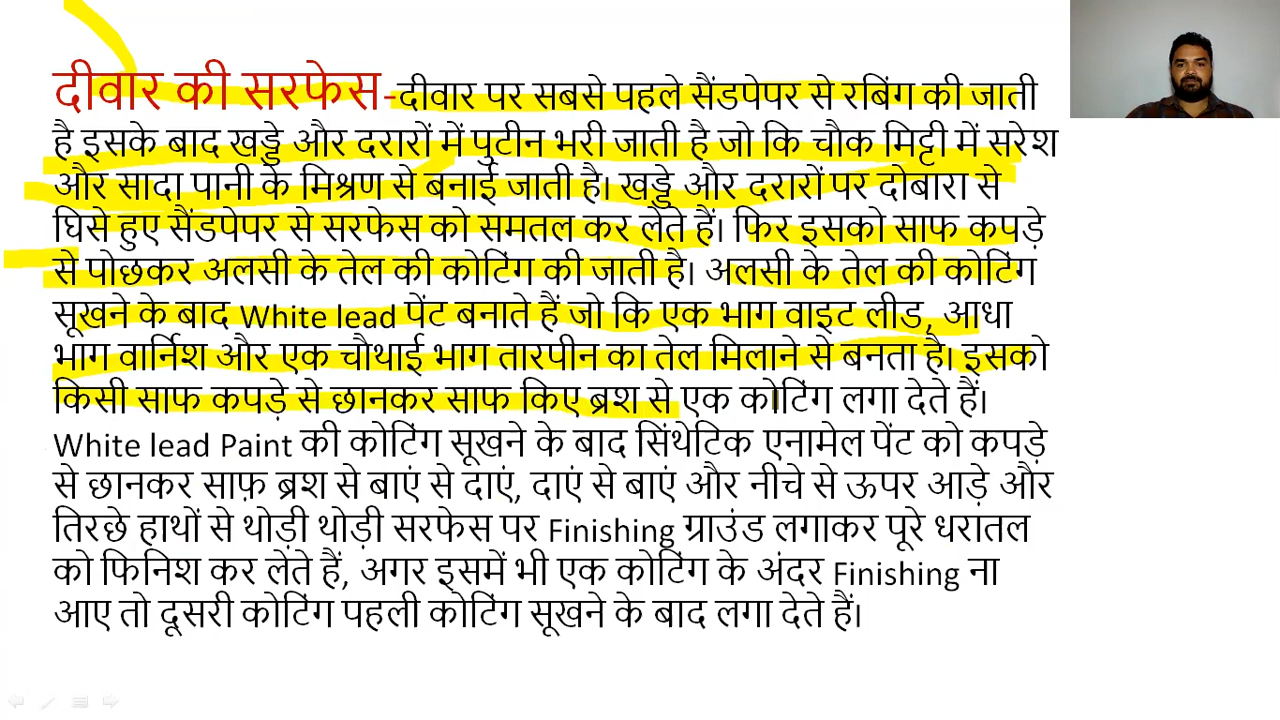 दीवार की सरफेस-दीवार पर सबसे पहले सैंडपेपर से रबिंग की जाती
है इसके बाद खड्डे और दरारों में पुटीन भरी जाती है जो कि चौक मिट्टी में सरेश
और सादा पानी के मिश्रण से बनाई जाती है। खड्डे और दरारों पर दोबारा से
घिसे हुए सैंडपेपर से सरफेस को समतल कर लेते हैं। फिर इसको साफ कपड़े
से पोछकर अलसी के तेल की कोटिंग की जाती है। अलसी के तेल की कोटिंग
सूखने के बाद White lead पेंट बनाते हैं जो कि एक भाग वाइट लीड, आधा
भाग वार्निश और एक चौथाई भाग तारपीन का तेल मिलाने से बनता है। इसको
किसी साफ कपड़े से छानकर साफ किए ब्रश से एक कोटिंग लगा देते हैं।
White lead Paint की कोटिंग सूखने के बाद सिंथेटिक एनामेल पेंट को कपड़े
से छानकर साफ़ ब्रश से बाएं से दाएं, दाएं से बाएं और नीचे से ऊपर आड़े और
तिरछे हाथों से थोड़ी थोड़ी सरफेस पर Finishing ग्राउंड लगाकर पूरे धरातल
को फिनिश कर लेते हैं, अगर इसमें भी एक कोटिंग के अंदर Finishing ना
आए तो दूसरी कोटिंग पहली कोटिंग सूखने के बाद लगा देते हैं।